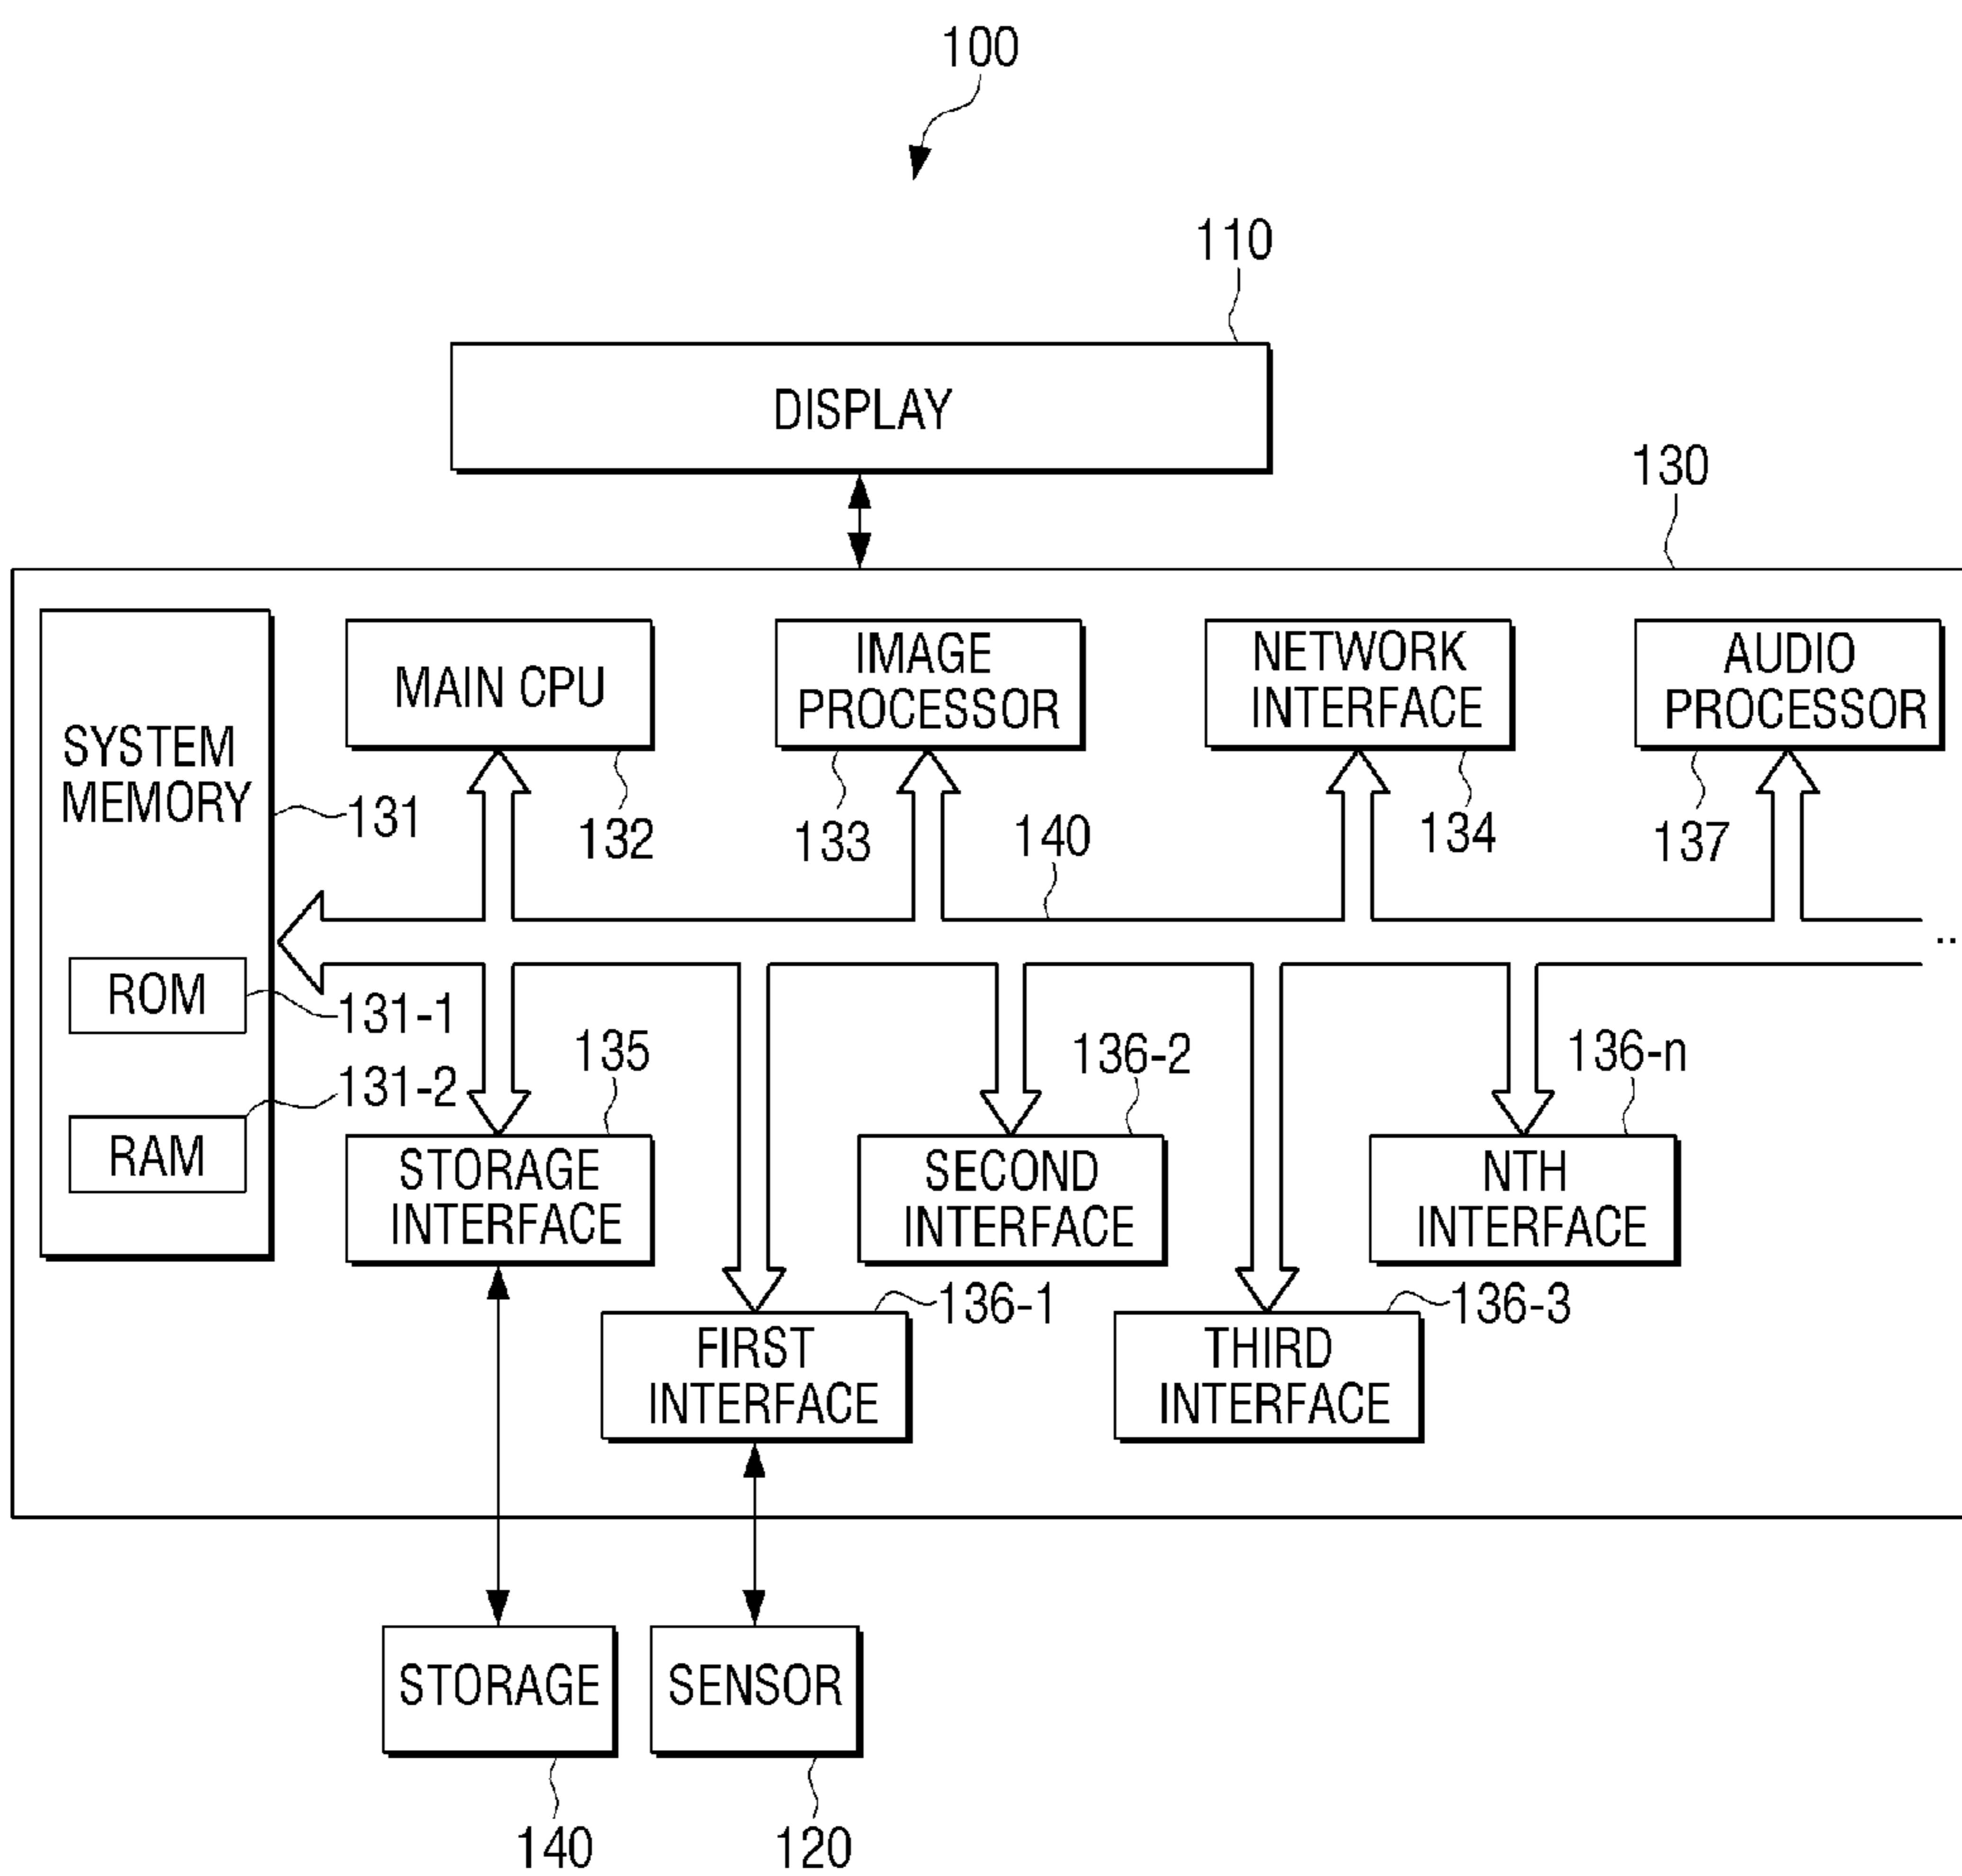 100
110
DISPLAY
130
MAIN CPU
IMAGE
PROCESSOR
NETWORK
INTERFACE
AUDIO
PROCESSOR
SYSTEM
MEMORY
131
132
133
140
134
137
..
ROM
131-1
135
136-2
136-n
131-2
RAM
STORAGE
INTERFACE
SECOND
INTERFACE
NTH
INTERFACE
136-1
136-3
FIRST
INTERFACE
THIRD
INTERFACE
STORAGE
SENSOR
140
120